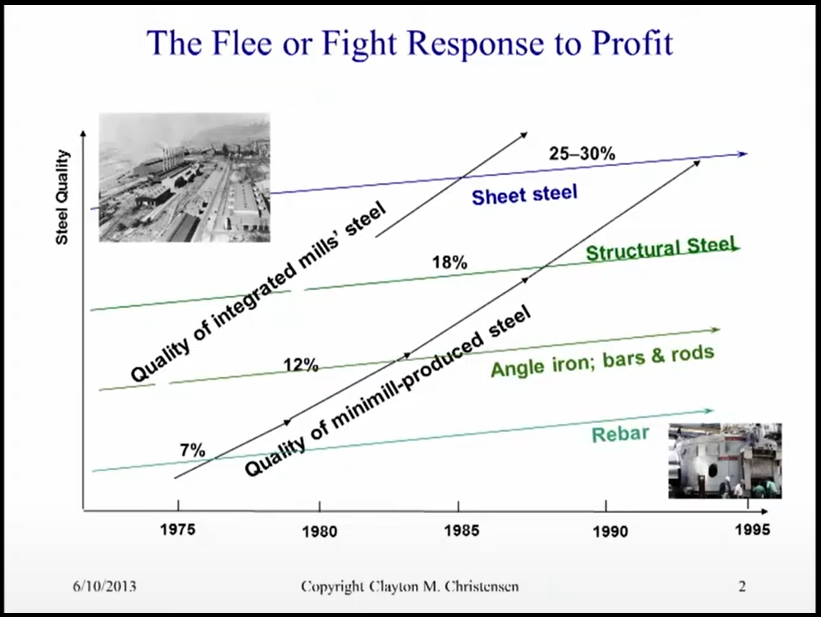 The Flee or Fight Response to Profit
Steel Quality
25–30%
Sheet steel
Quality of integrated mills' steel
18%
Structural Steel
12%
Angle iron; bars & rods
Quality of minimill-produced steel
7%
Rebar
1975 1980 1985 1990 1995
6/10/2013 Copyright Clayton M. Christensen 2